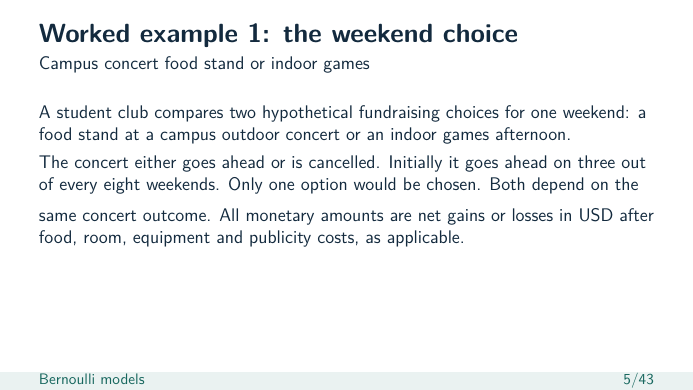 Worked example 1: the weekend choice
Campus concert food stand or indoor games
A student club compares two hypothetical fundraising choices for one weekend: a
food stand at a campus outdoor concert or an indoor games afternoon.
The concert either goes ahead or is cancelled. Initially it goes ahead on three out
of every eight weekends. Only one option would be chosen. Both depend on the
same concert outcome. All monetary amounts are net gains or losses in USD after
food, room, equipment and publicity costs, as applicable.
Bernoulli models
5/43